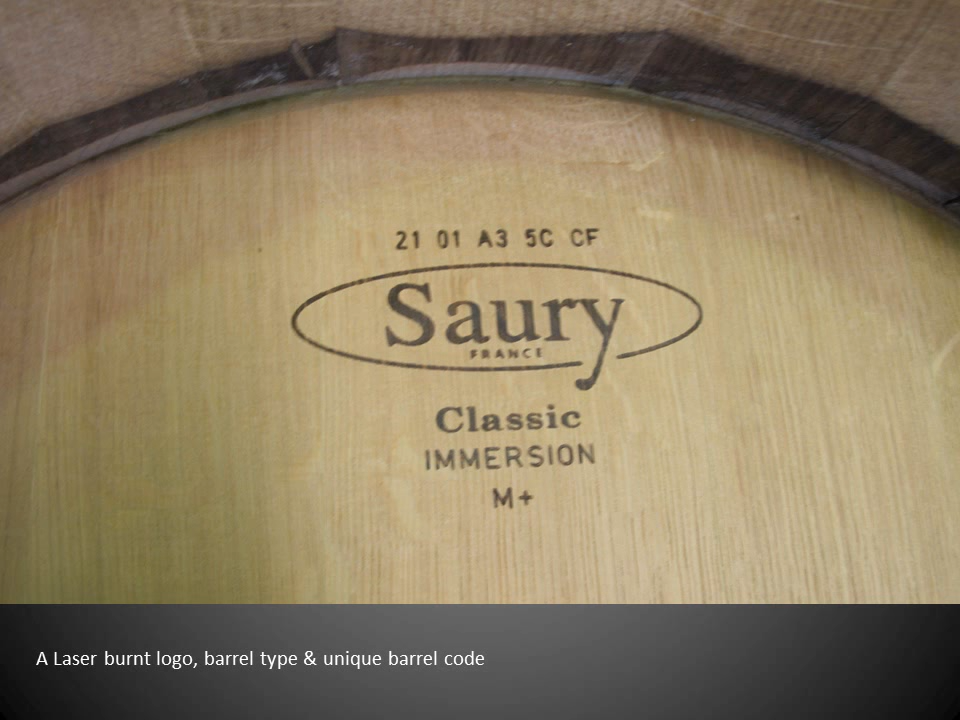 21 01 A3 5C CF
Saury
FRANCE
Classic
IMMERSION
M+
A Laser burnt logo, barrel type & unique barrel code